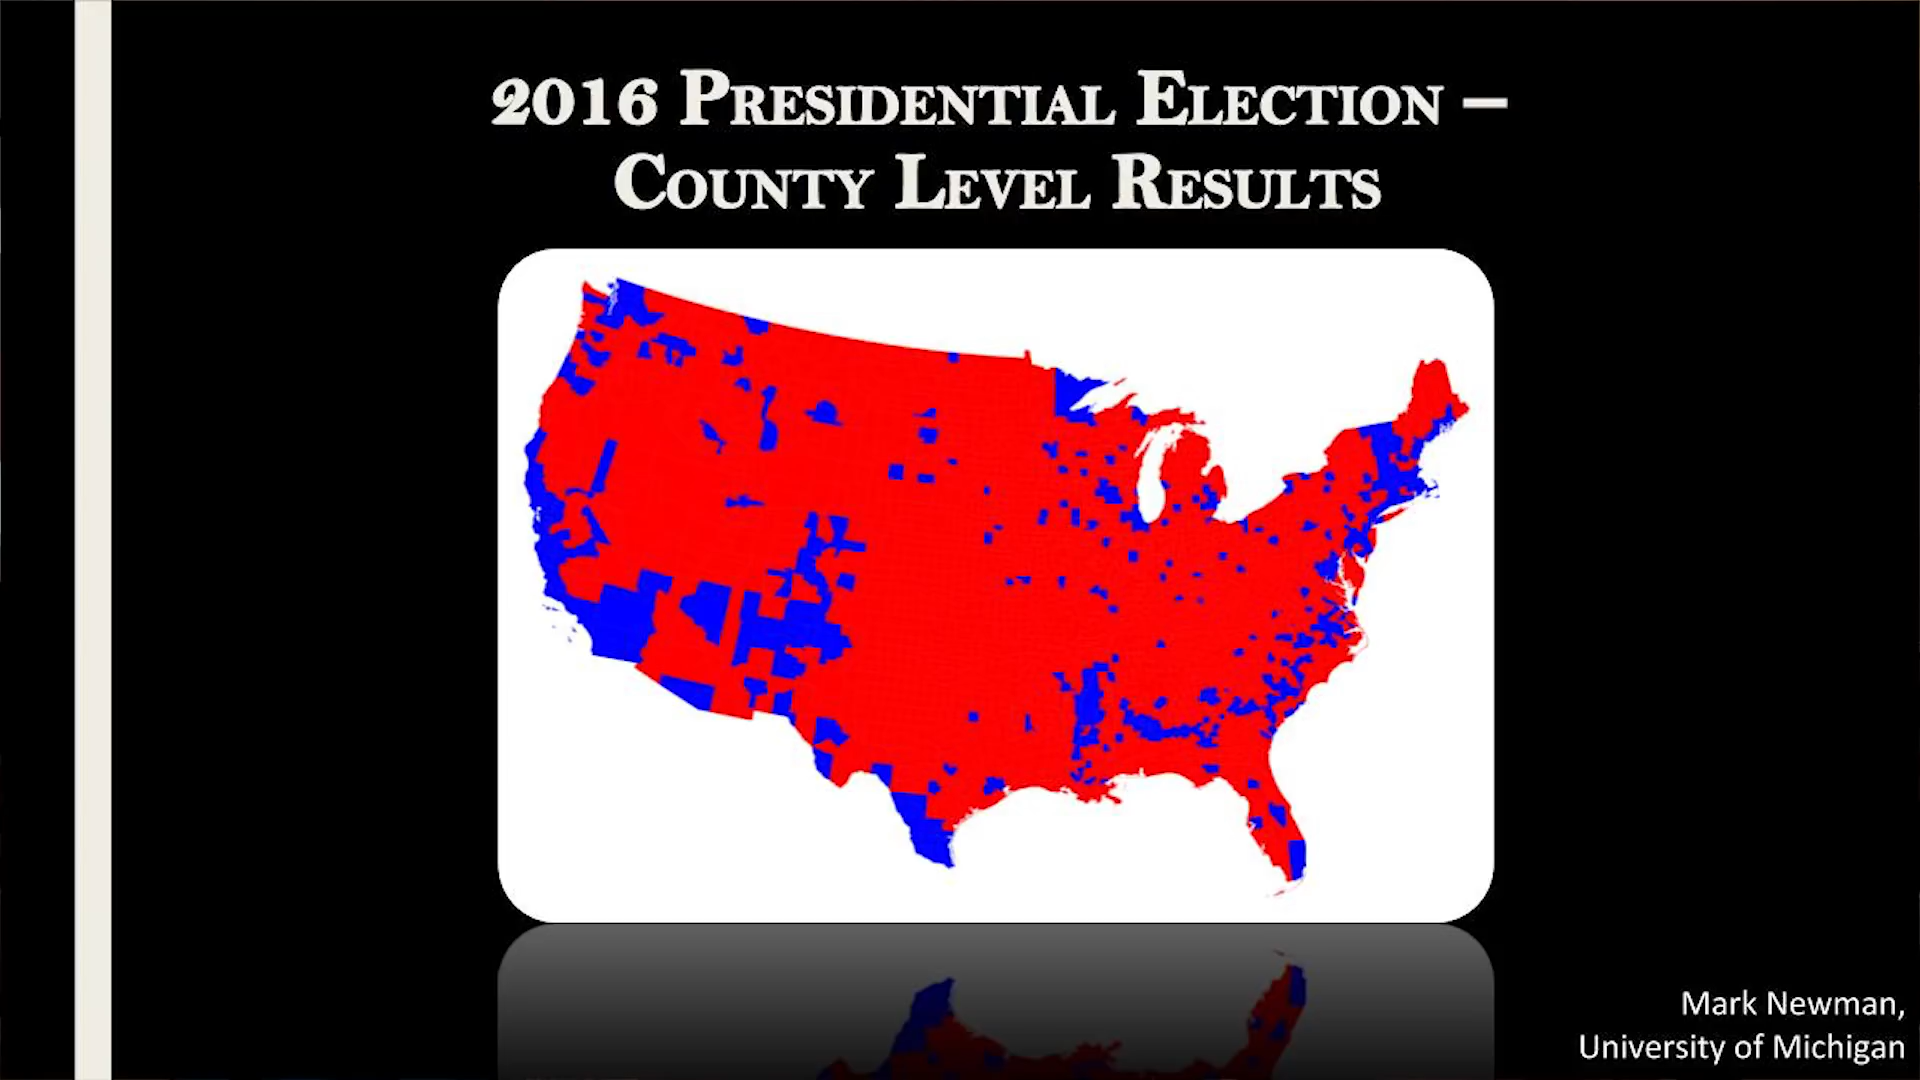 2016 Presidential Election –
County Level Results
Mark Newman,
University of Michigan